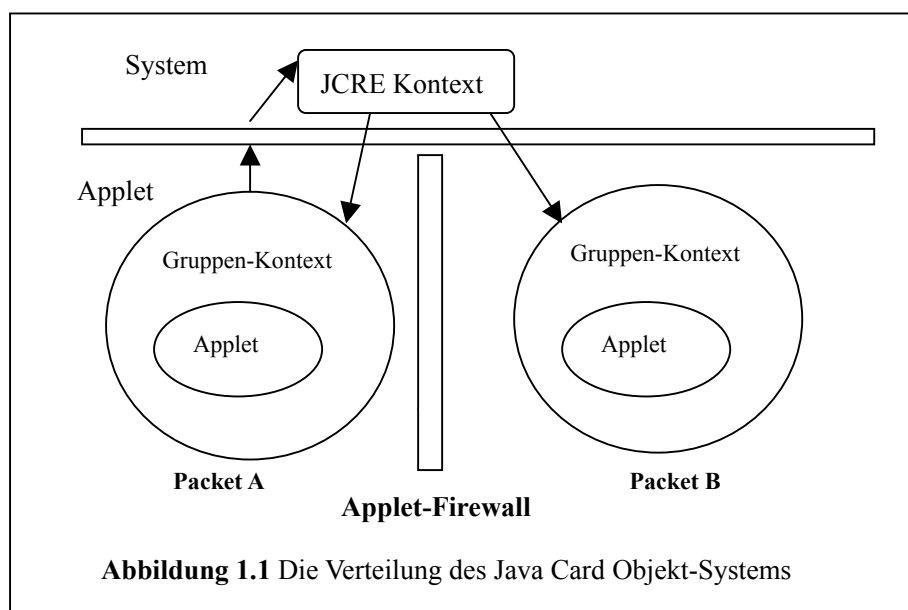 System
JCRE Kontext
Applet
Gruppen-Kontext
Gruppen-Kontext
Applet
Applet
Packet A
Packet B
Applet-Firewall
Abbildung 1.1 Die Verteilung des Java Card Objekt-Systems